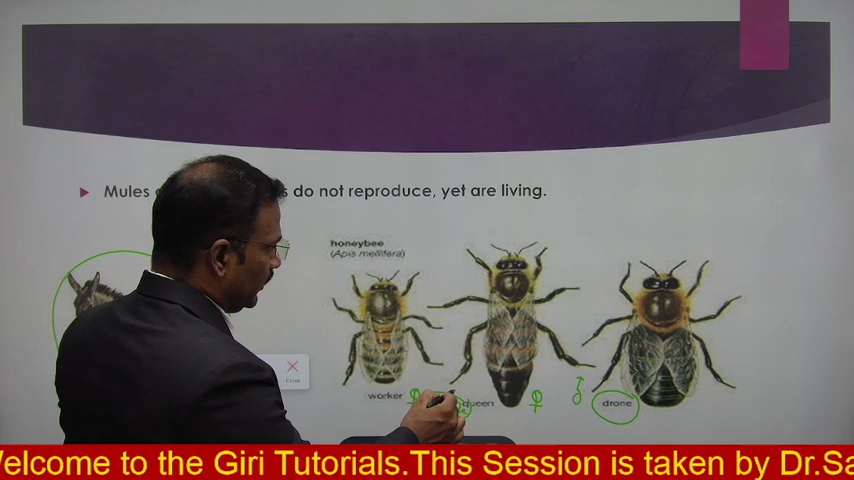 Mules do not reproduce, yet are living.
honeybee
(Apis mellifera)
Close
worker
queen
♀
♀
♂
drone
Welcome to the Giri Tutorials.This Session is taken by Dr.Sa